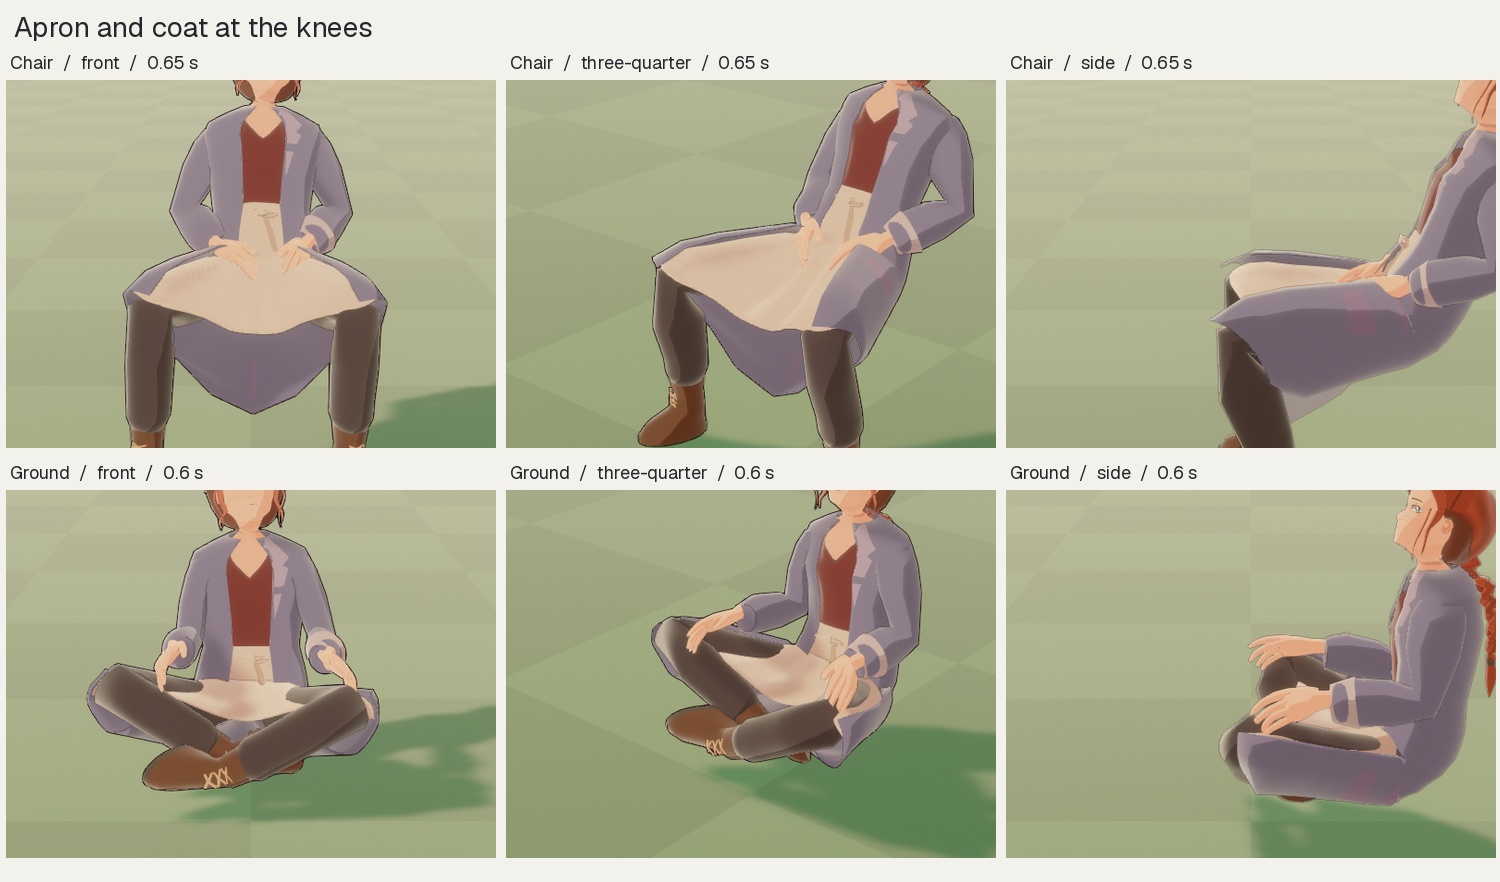 Apron and coat at the knees
Chair / front / 0.65 s
Chair / three-quarter / 0.65 s
Chair / side / 0.65 s
Ground / front / 0.6 s
Ground / three-quarter / 0.6 s
Ground / side / 0.6 s